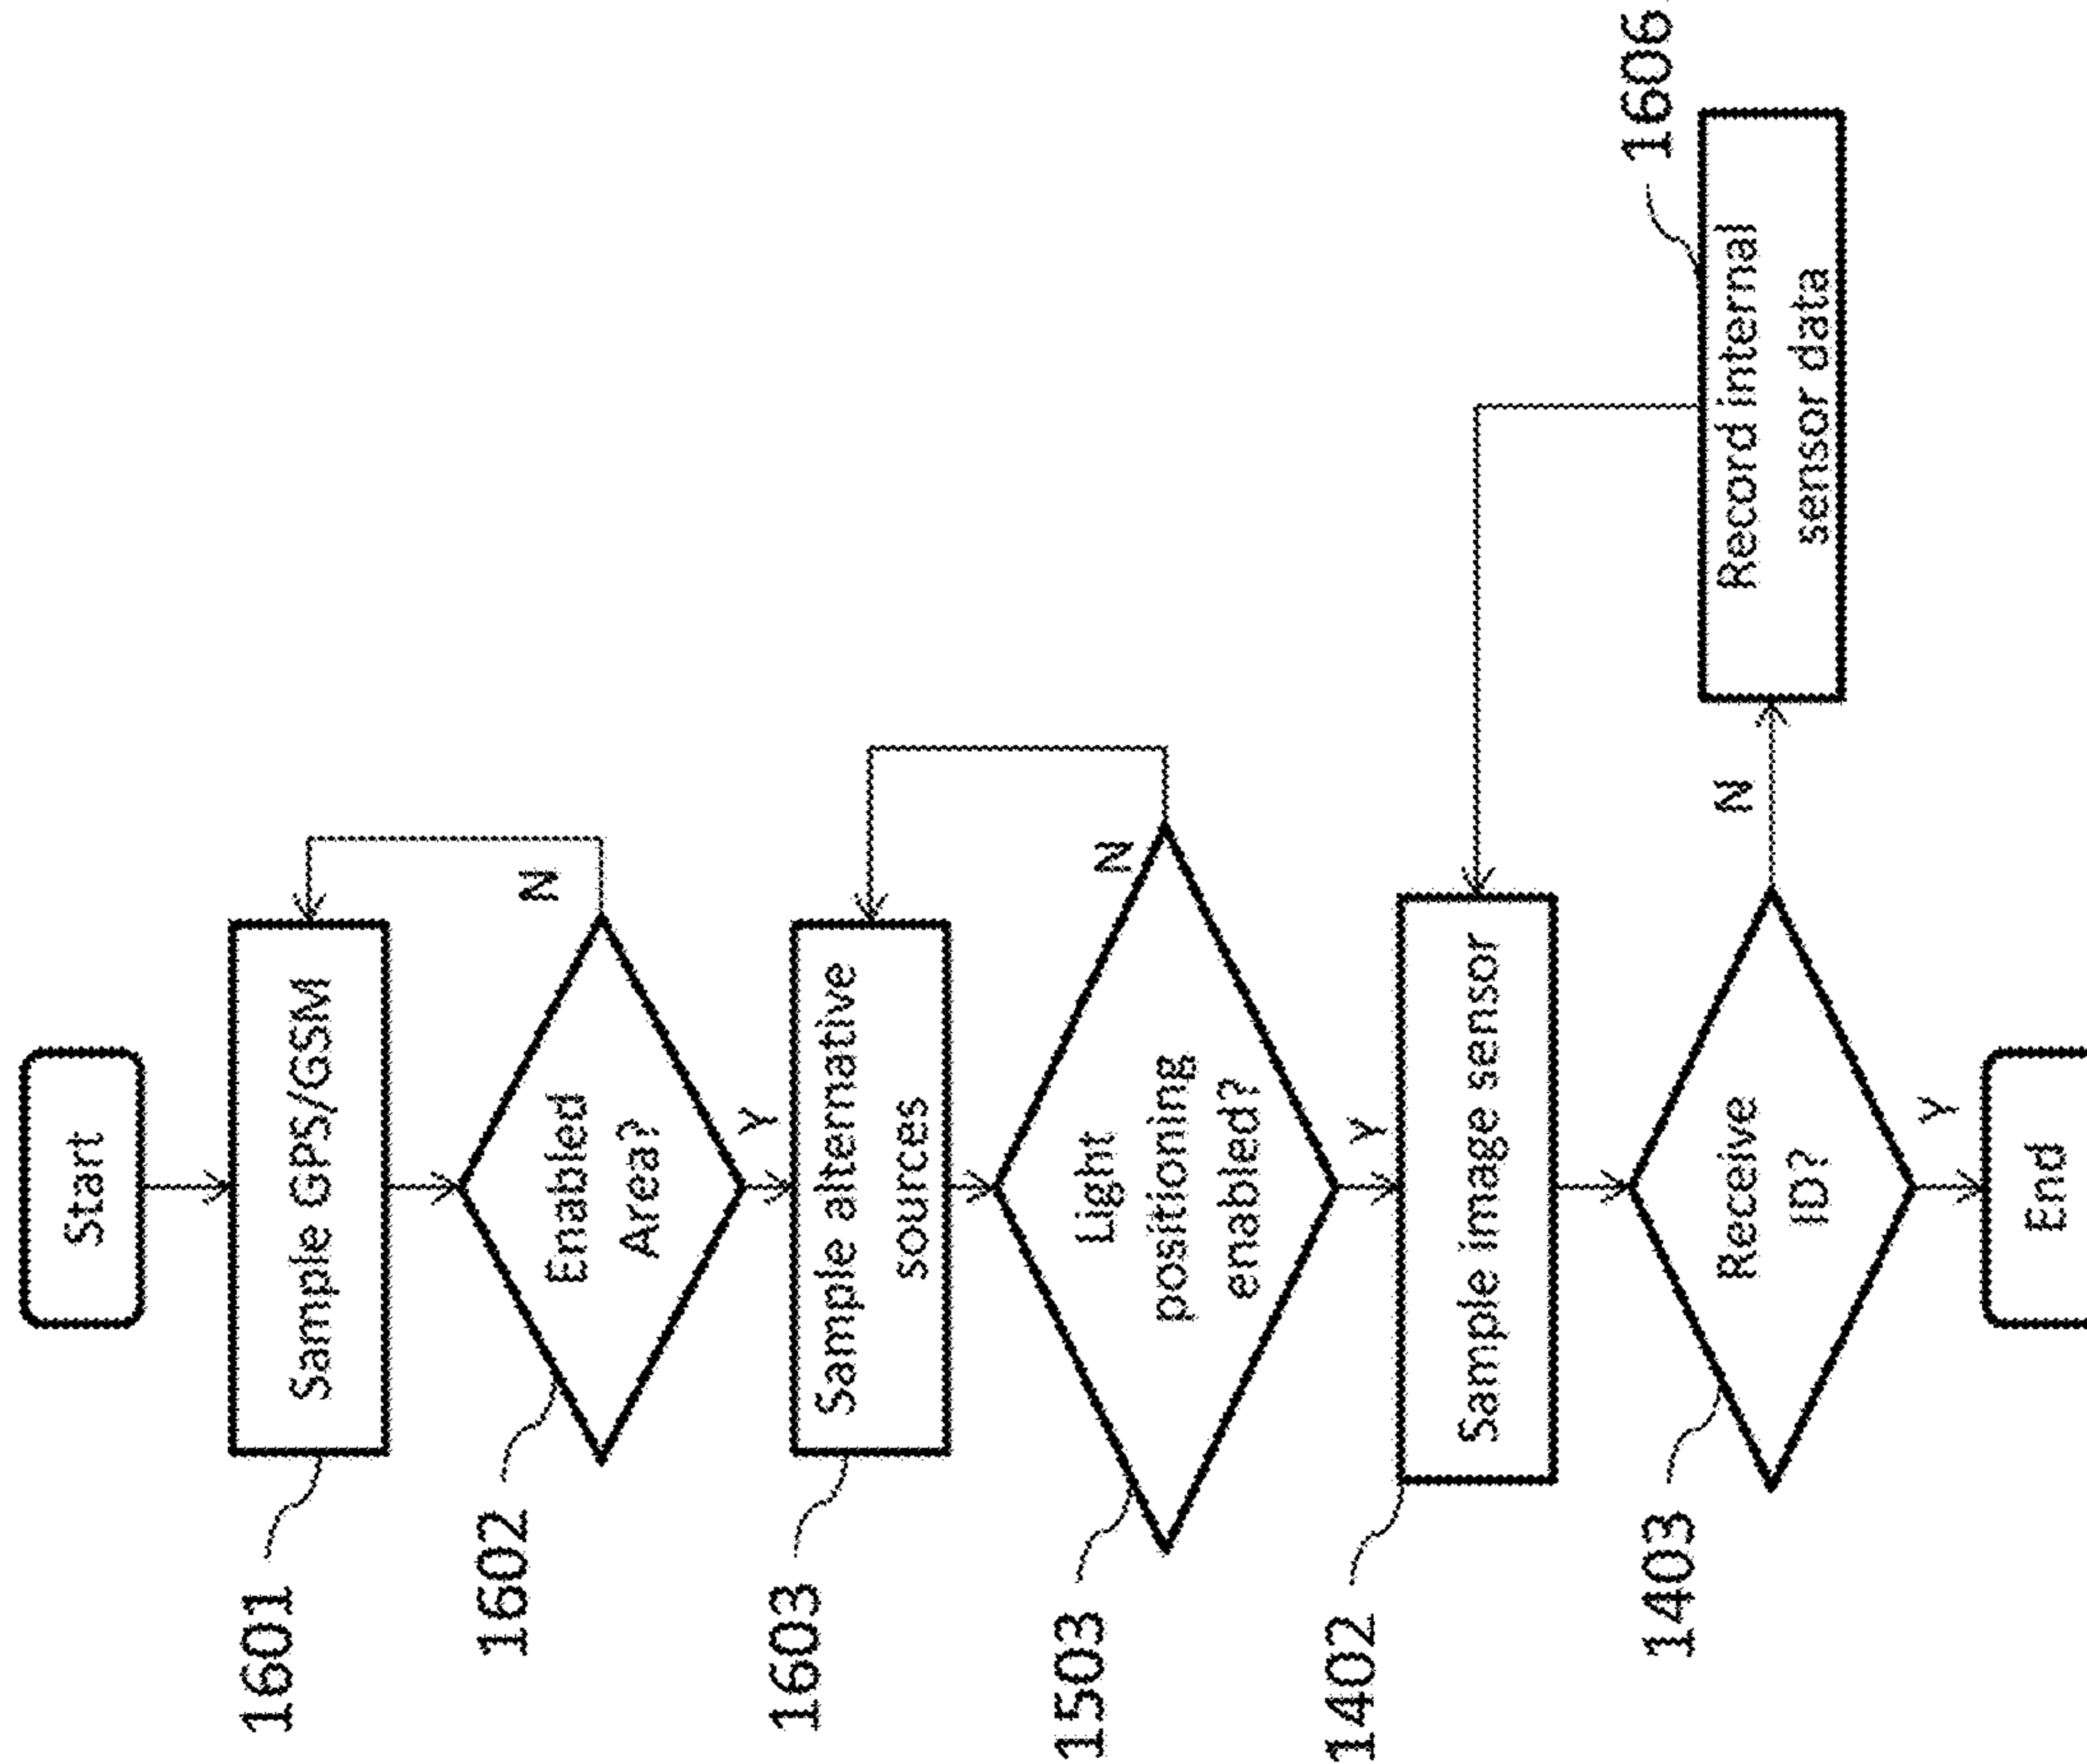 Start
1601
Sample GPS/GSM
1602
Enabled
Area?
N
Y
1603
Sample alternative
sources
1503
Light
positioning
enabled?
N
Y
1402
Sample image sensor
1403
Receive
ID?
N
1606
Record internal
sensor data
Y
End